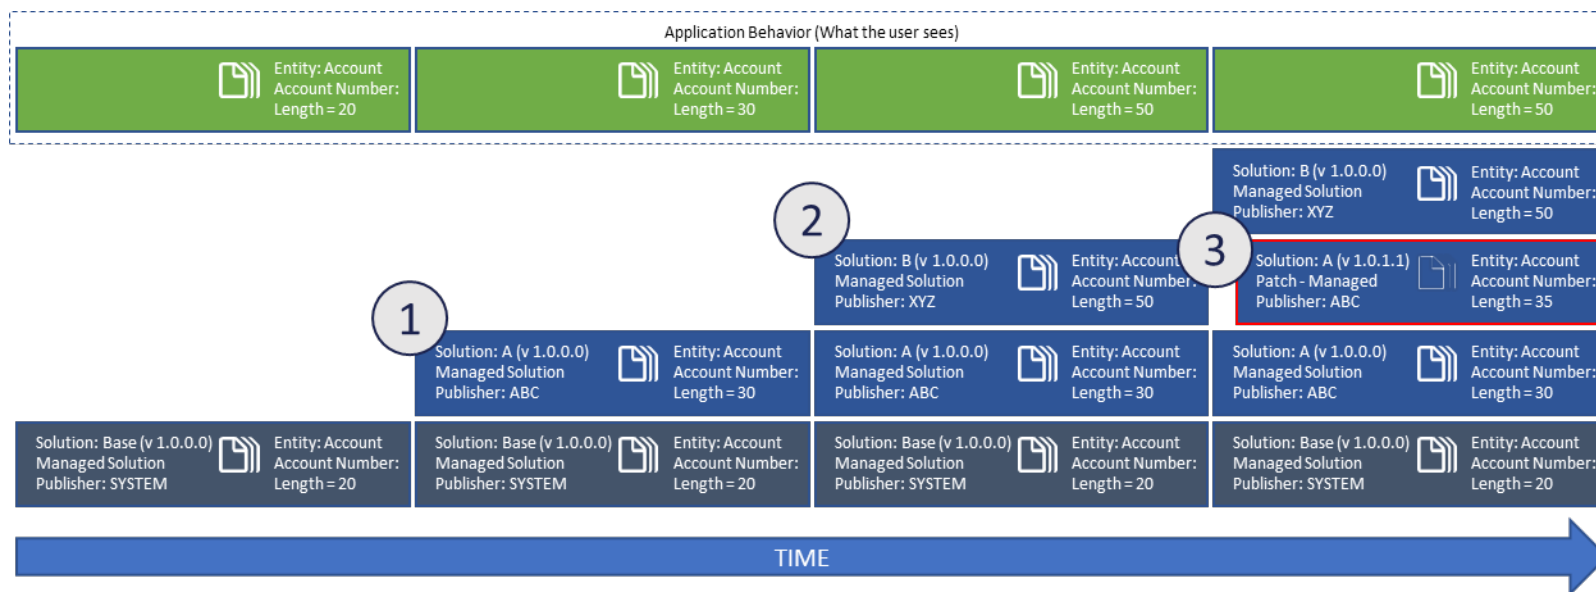 Application Behavior (What the user sees)
Entity: Account
Account Number:
Length = 20
Entity: Account
Account Number:
Length = 30
Entity: Account
Account Number:
Length = 50
Entity: Account
Account Number:
Length = 50
Solution: B (v 1.0.0.0)
Managed Solution
Publisher: XYZ
Entity: Account
Account Number:
Length = 50
2
Solution: B (v 1.0.0.0)
Managed Solution
Publisher: XYZ
Entity: Account
Account Number:
Length = 50
3
Solution: A (v 1.0.1.1)
Patch - Managed
Publisher: ABC
Entity: Account
Account Number:
Length = 35
1
Solution: A (v 1.0.0.0)
Managed Solution
Publisher: ABC
Entity: Account
Account Number:
Length = 30
Solution: A (v 1.0.0.0)
Managed Solution
Publisher: ABC
Entity: Account
Account Number:
Length = 30
Solution: A (v 1.0.0.0)
Managed Solution
Publisher: ABC
Entity: Account
Account Number:
Length = 30
Solution: Base (v 1.0.0.0)
Managed Solution
Publisher: SYSTEM
Entity: Account
Account Number:
Length = 20
Solution: Base (v 1.0.0.0)
Managed Solution
Publisher: SYSTEM
Entity: Account
Account Number:
Length = 20
Solution: Base (v 1.0.0.0)
Managed Solution
Publisher: SYSTEM
Entity: Account
Account Number:
Length = 20
Solution: Base (v 1.0.0.0)
Managed Solution
Publisher: SYSTEM
Entity: Account
Account Number:
Length = 20
TIME